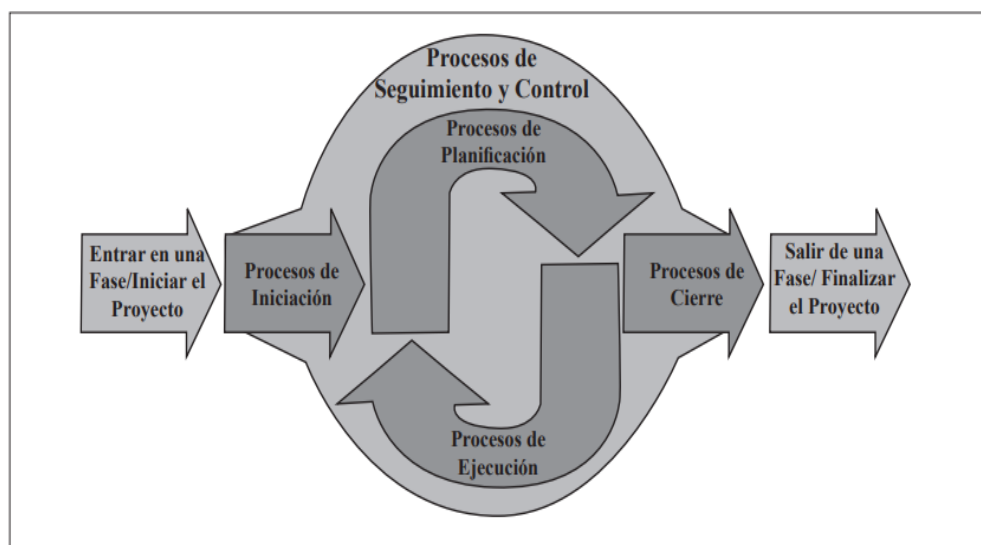 Procesos de
Seguimiento y Control
Procesos de
Planificación
Entrar en una
Fase/Iniciar el
Proyecto
Procesos de
Iniciación
Procesos de
Cierre
Salir de una
Fase/ Finalizar
el Proyecto
Procesos de
Ejecución